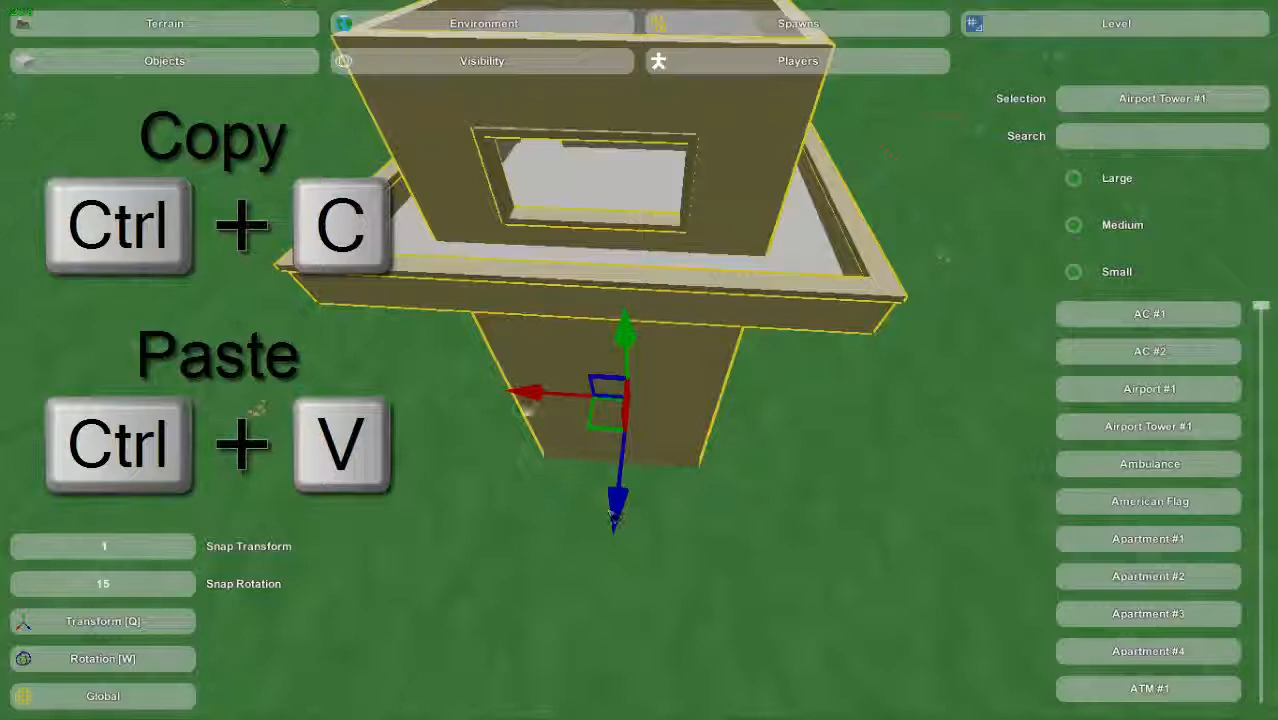 Terrain
Environment
Spawns
Level
Objects
Visibility
Players
Selection
Airport Tower #1
Search
Copy
Ctrl + C
Paste
Ctrl + V
Large
Medium
Small
AC #1
AC #2
Airport #1
Airport Tower #1
Ambulance
American Flag
Apartment #1
Apartment #2
Apartment #3
Apartment #4
ATM #1
1
Snap Transform
15
Snap Rotation
Transform [Q]
Rotation [W]
Global